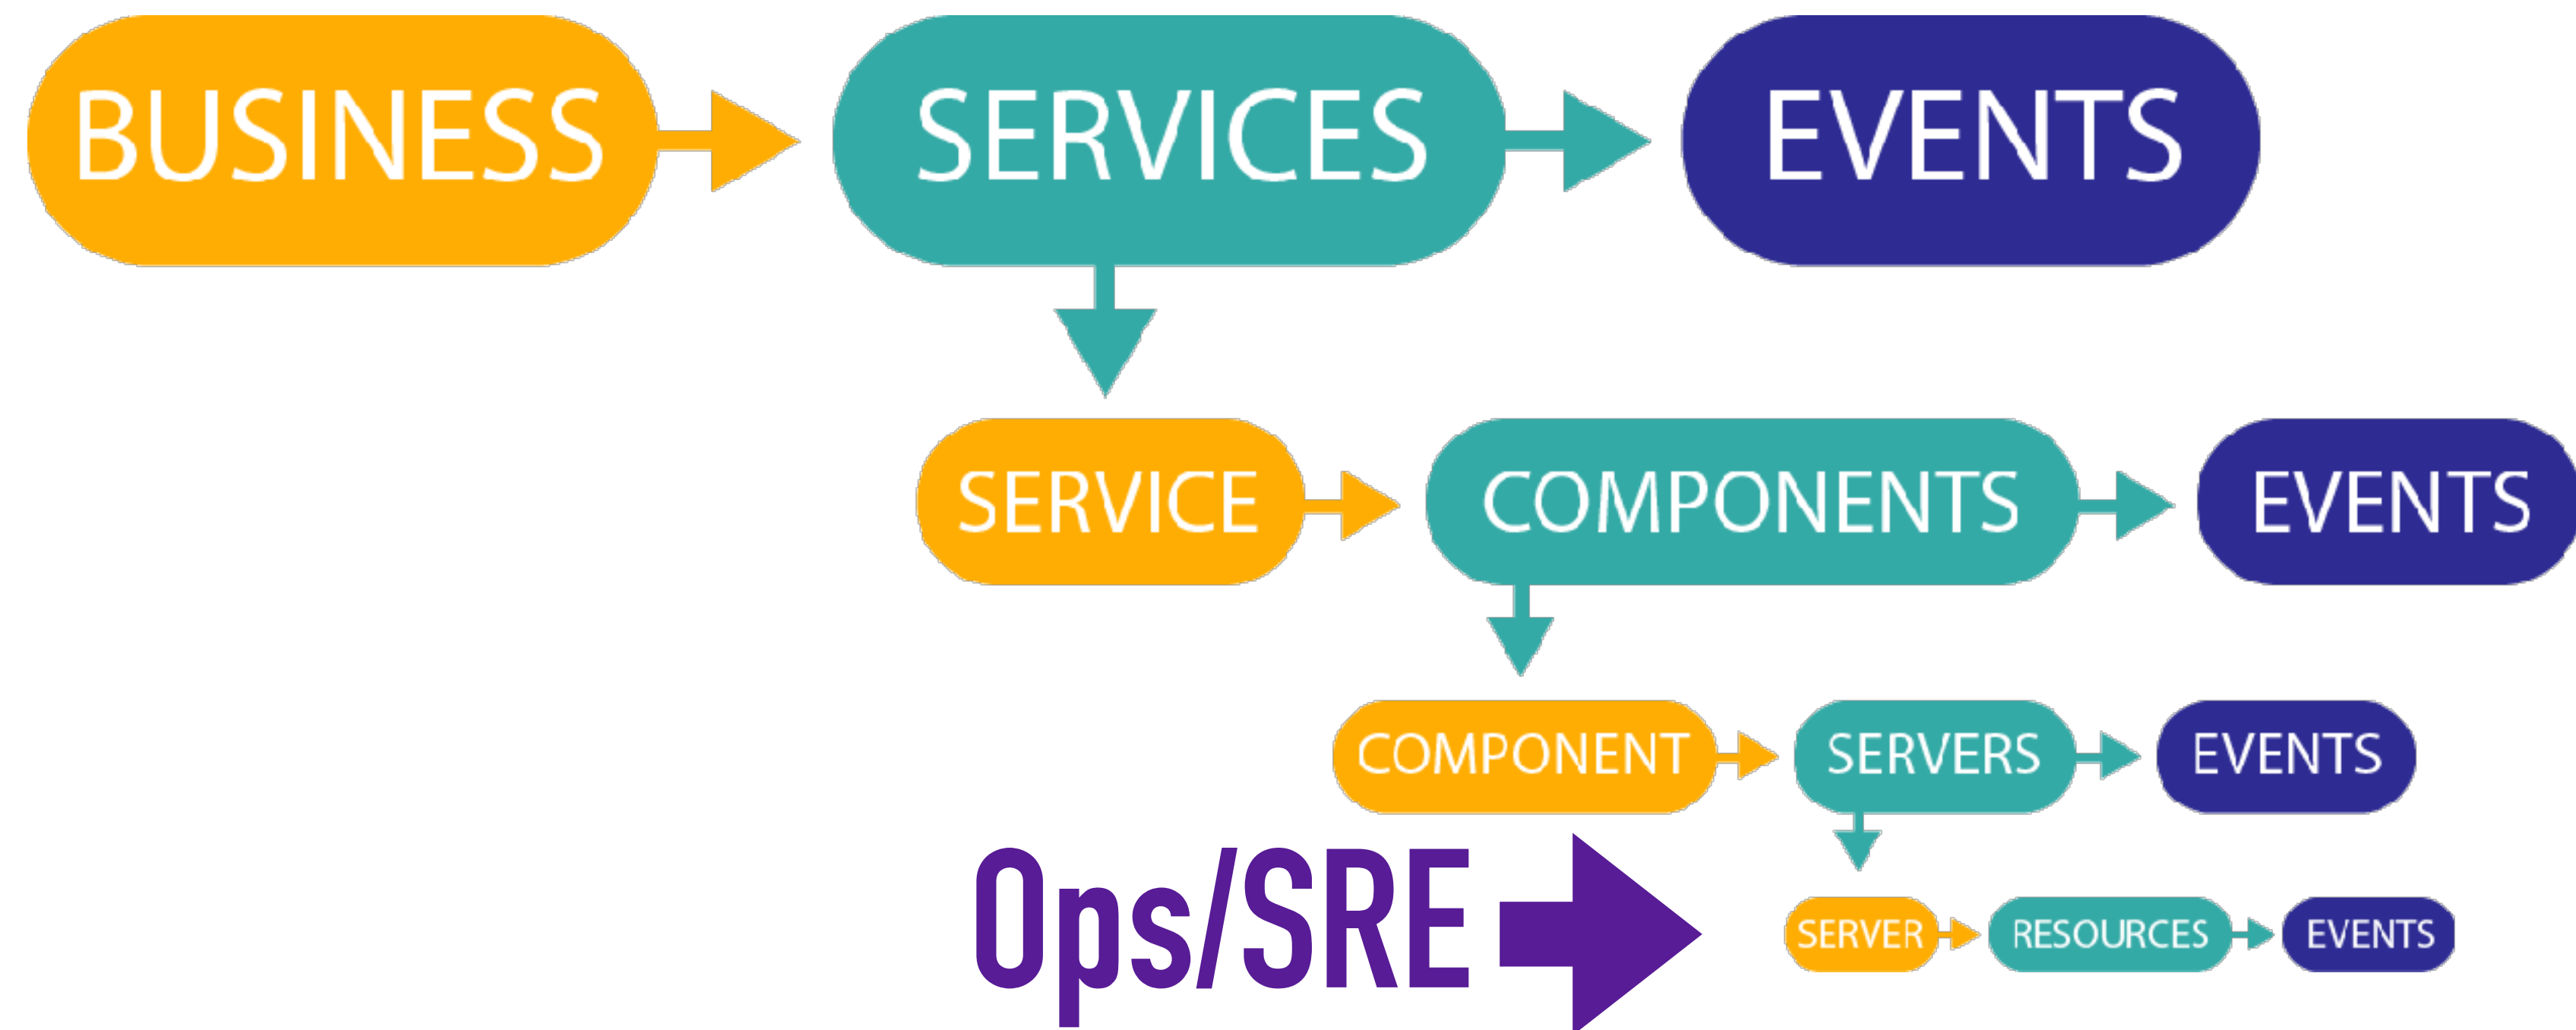 BUSINESS SERVICES EVENTS
SERVICE COMPONENTS EVENTS
COMPONENT SERVERS EVENTS
Ops/SRE SERVER RESOURCES EVENTS